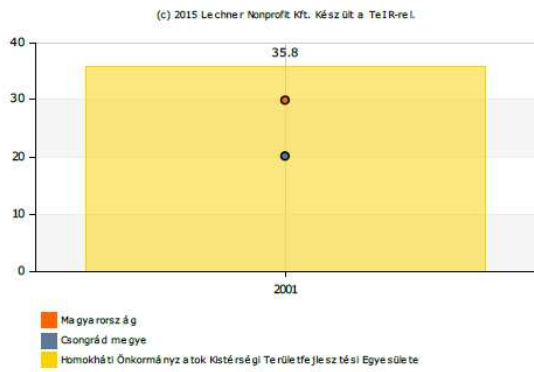 (c) 2015 Lechner Nonprofit Kft. Készült a TeIR-rel.
40
35.8
30
20
10
0
2001
Magyarország
Csongrád megye
Homokháti Önkormányzatok Kistérségi Területfejlesztési Egyesülete